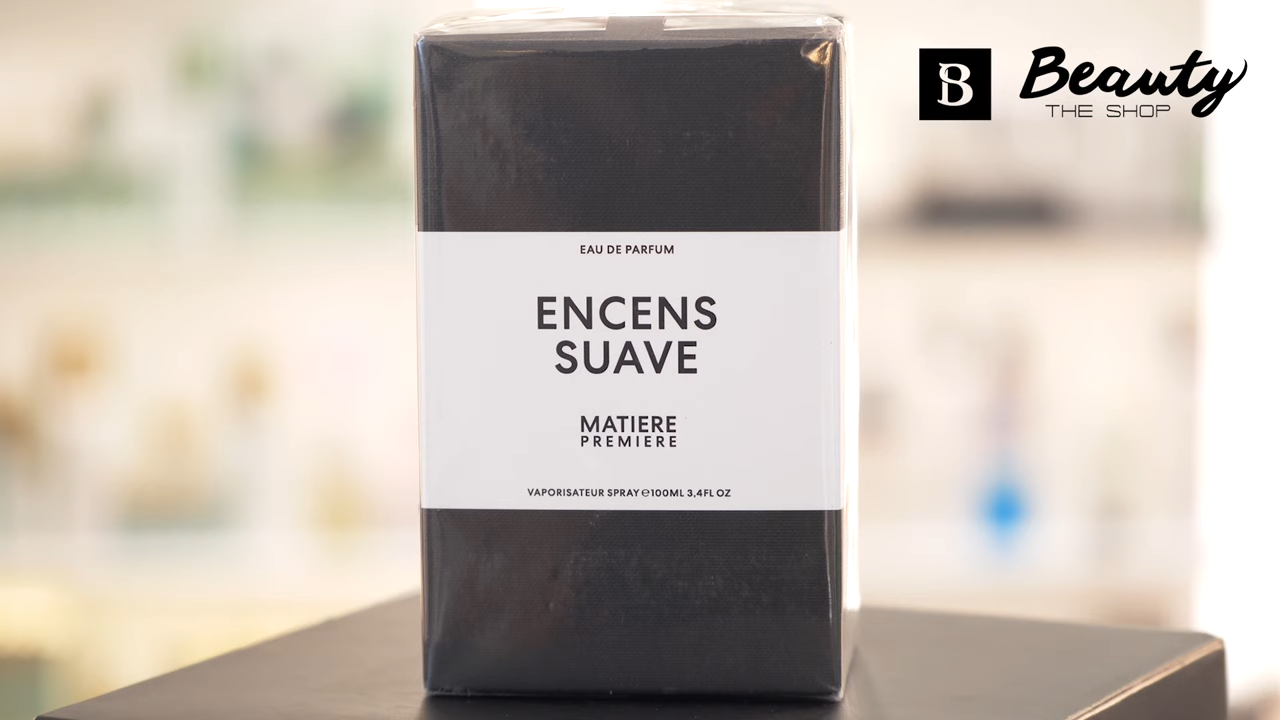 B
Beauty
THE SHOP
EAU DE PARFUM
ENCENS
SUAVE
MATIERE
PREMIERE
VAPORISATEUR SPRAY ℮100ML 3,4FL OZ